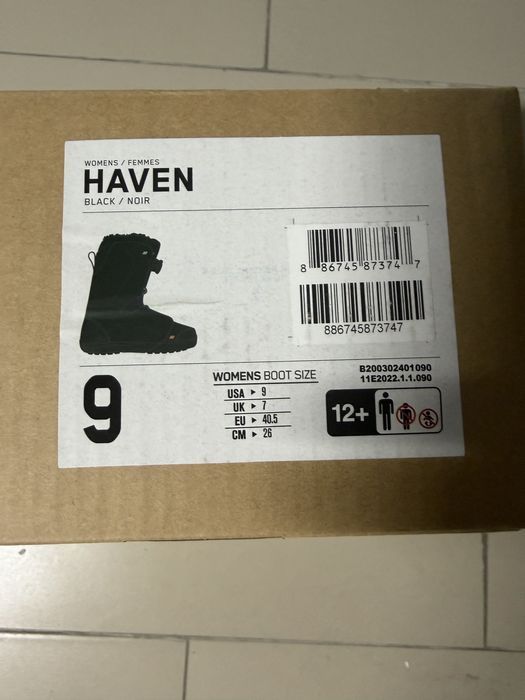 WOMENS / FEMMES
HAVEN
BLACK / NOIR
8 86745 87374 7
886745873747
9
WOMENS BOOT SIZE
USA ▸ 9
UK ▸ 7
EU ▸ 40.5
CM ▸ 26
B200302401090
11E2022.1.1.090
12+